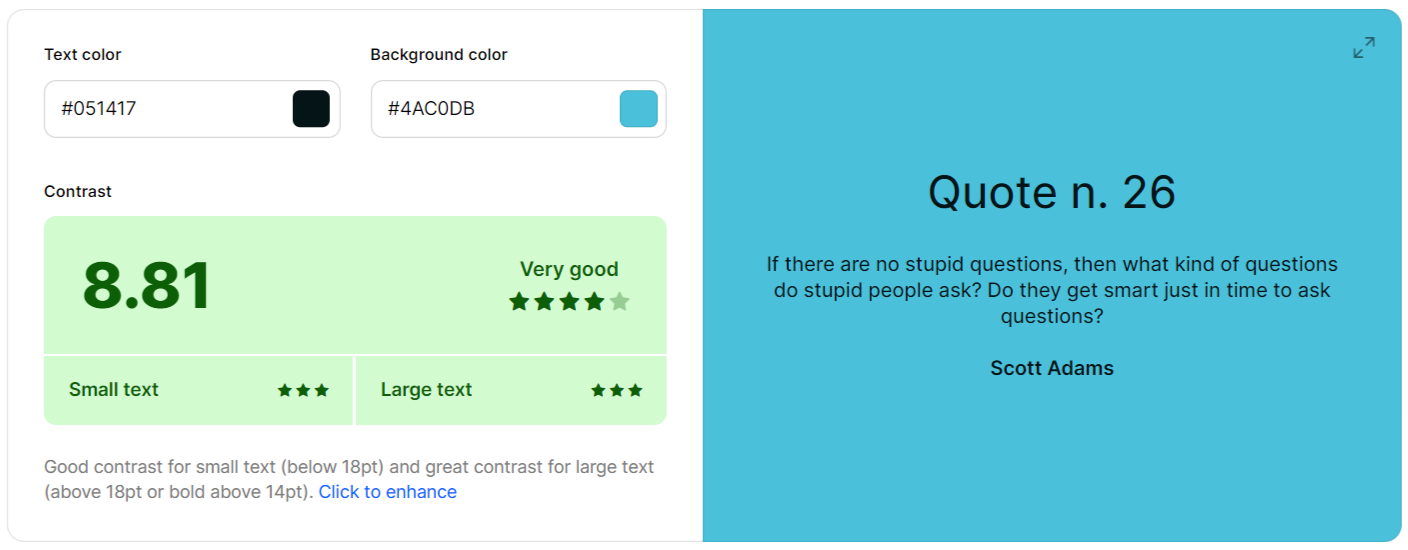 Text color
Background color
#051417
#4AC0DB
Contrast
8.81
Very good
Small text
Large text
Good contrast for small text (below 18pt) and great contrast for large text
(above 18pt or bold above 14pt). Click to enhance
Quote n. 26
If there are no stupid questions, then what kind of questions
do stupid people ask? Do they get smart just in time to ask
questions?
Scott Adams